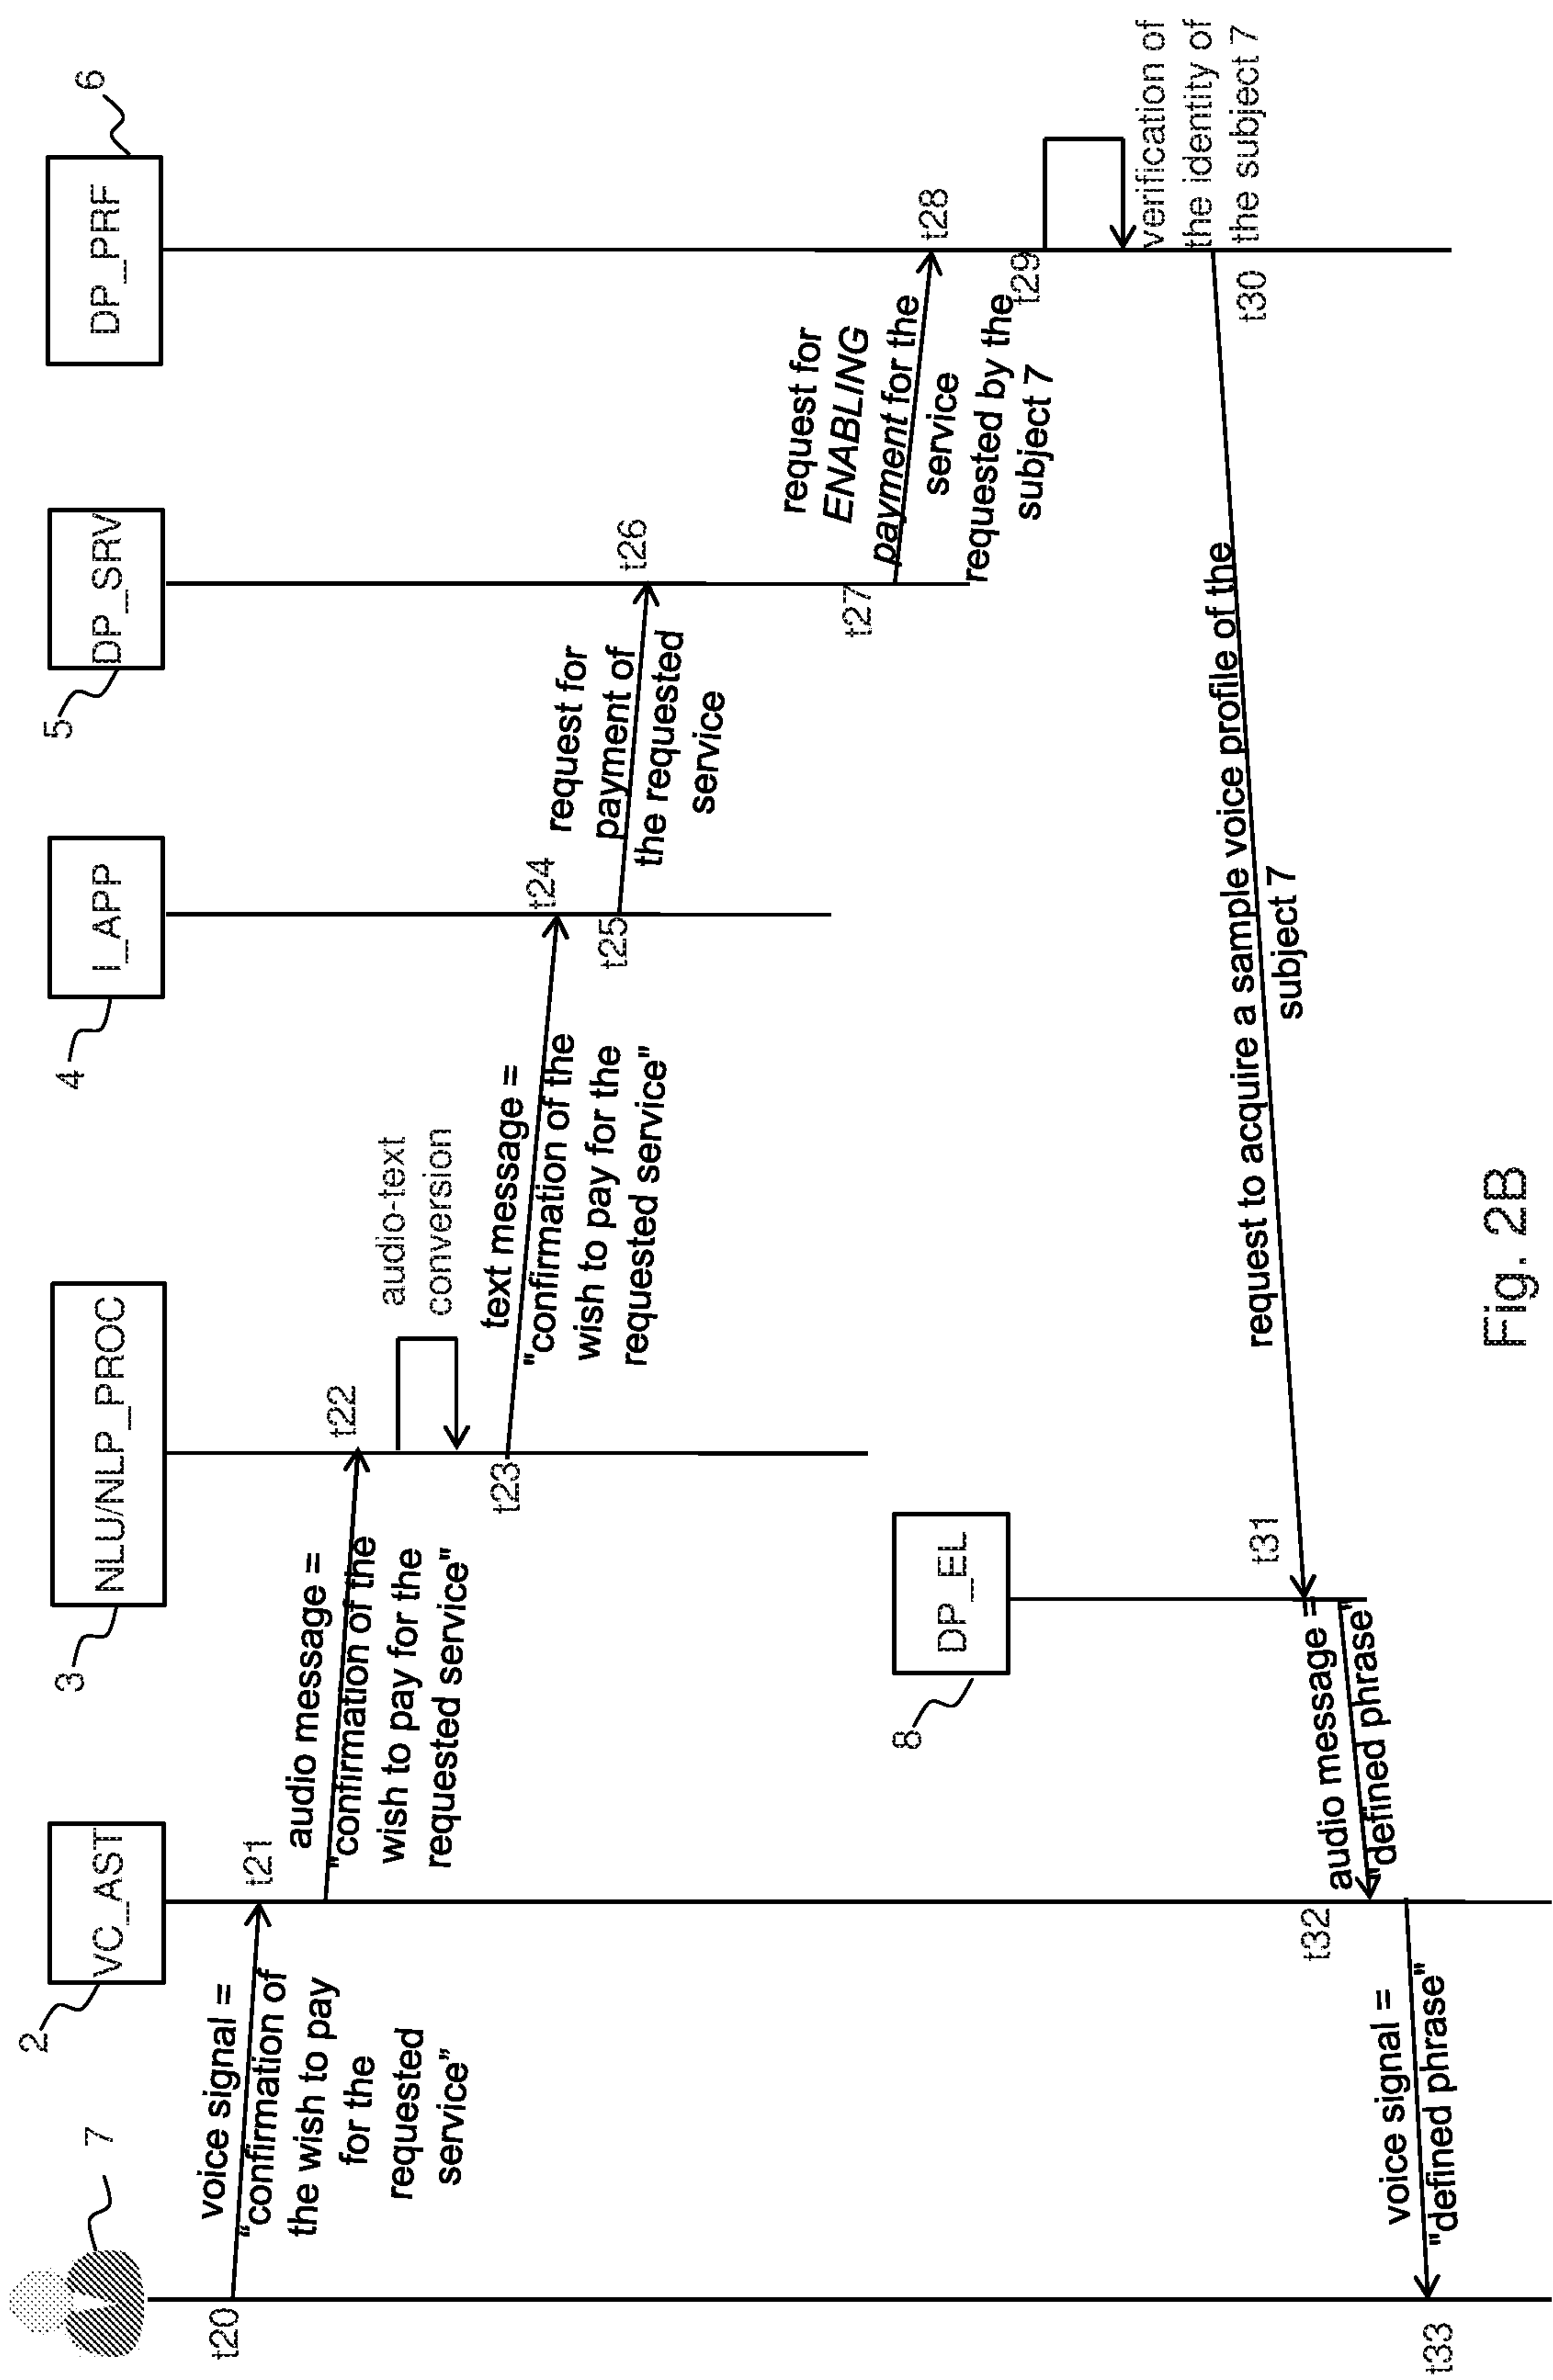 7
2
VC_AST
3
NLU/NLP_PROC
4
I_APP
5
DP_SRV
6
DP_PRF
t20
voice signal =
"confirmation of
the wish to pay
for the
requested
service"
t21
audio message =
"confirmation of the
wish to pay for the
requested service"
t22
audio-text
conversion
t23
text message =
"confirmation of the
wish to pay for the
requested service"
t24
t25
request for
payment of
the requested
service
t26
t27
request for
ENABLING
payment for the
service
requested by the
subject 7
t28
t29
verification of
the identity of
the subject 7
t30
request to acquire a sample voice profile of the
subject 7
8
DP_EL
t31
audio message =
"defined phrase"
t32
voice signal =
"defined phrase"
t33
Fig. 2B